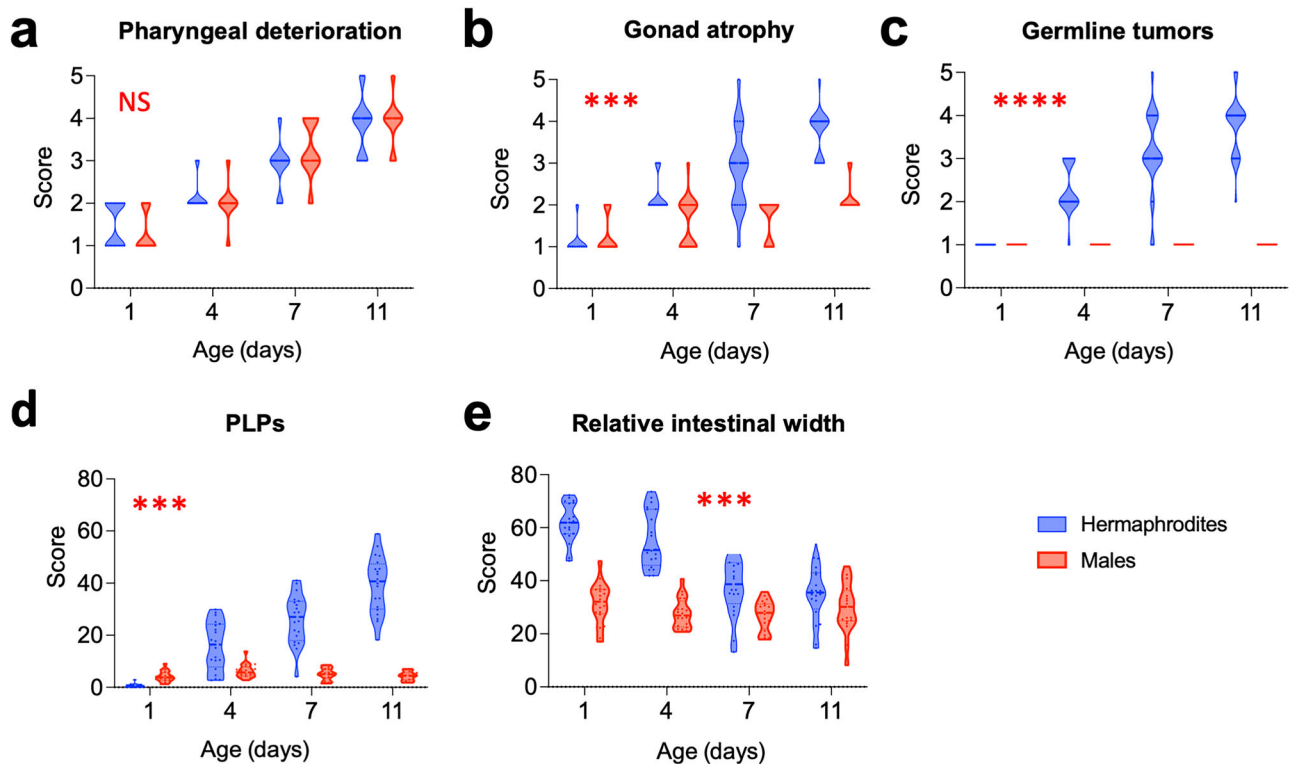 a
Pharyngeal deterioration
NS
5
4
3
2
1
0
Score
1 4 7 11
Age (days)
b
Gonad atrophy
***
5
4
3
2
1
0
Score
1 4 7 11
Age (days)
c
Germline tumors
****
5
4
3
2
1
0
Score
1 4 7 11
Age (days)
d
PLPs
***
80
60
40
20
0
Score
1 4 7 11
Age (days)
e
Relative intestinal width
***
80
60
40
20
0
Score
1 4 7 11
Age (days)
Hermaphrodites
Males